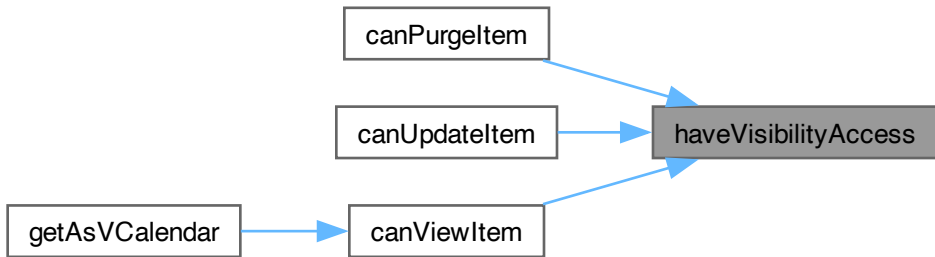 canPurgeItem
canUpdateItem
haveVisibilityAccess
getAsVCalendar
canViewItem